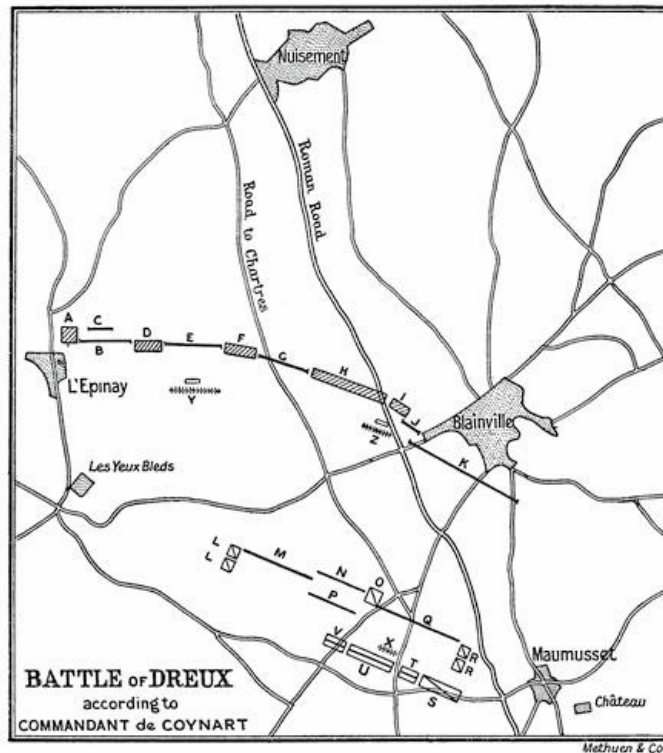 Nuisement
Roman Road
Road to Chartres
A
C
D
B
E
F
G
H
I
J
L'Epinay
Y
Z
Blainville
K
Les Yeux Bleds
L
L
M
N
O
P
Q
V
X
R
R
U
T
S
Maumusset
Château
BATTLE OF DREUX
according to
COMMANDANT de COYNART
Methuen & Co